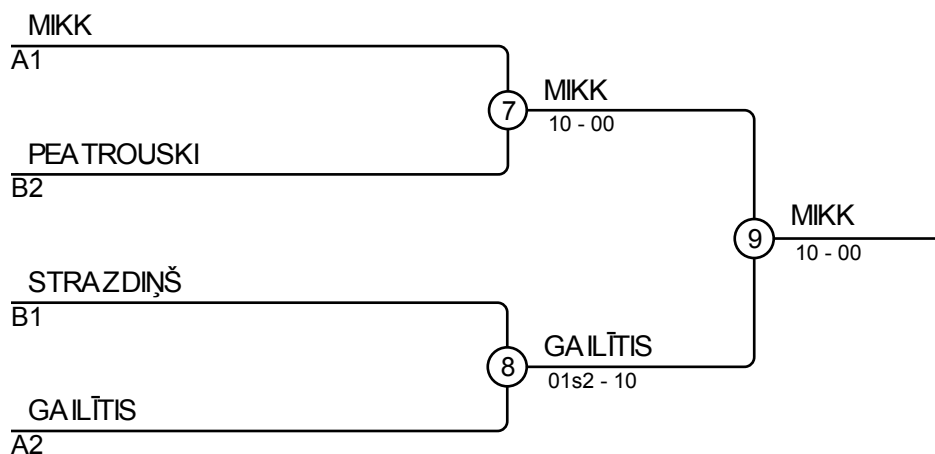 MIKK
A1
PEATROUSKI
B2
7
MIKK
10 - 00
STRAZDIŅŠ
B1
GAILĪTIS
A2
8
GAILĪTIS
01s2 - 10
9
MIKK
10 - 00